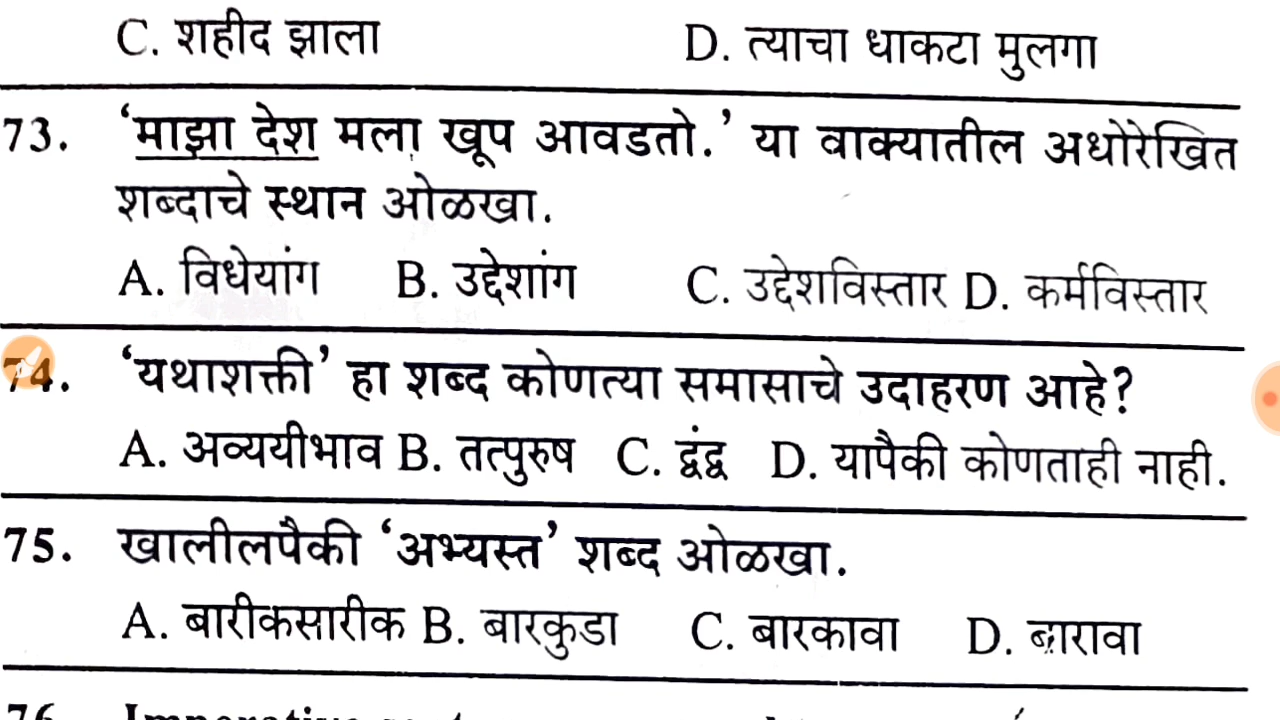 C. शहीद झाला D. त्याचा धाकटा मुलगा
73. ‘माझा देश मला खूप आवडतो.’ या वाक्यातील अधोरेखित
शब्दाचे स्थान ओळखा.
A. विधेयांग B. उद्देशांग C. उद्देशविस्तार D. कर्मविस्तार
74. ‘यथाशक्ती’ हा शब्द कोणत्या समासाचे उदाहरण आहे?
A. अव्ययीभाव B. तत्पुरुष C. द्वंद्व D. यापैकी कोणताही नाही.
75. खालीलपैकी ‘अभ्यस्त’ शब्द ओळखा.
A. बारीकसारीक B. बारकुडा C. बारकावा D. बारावा
76.